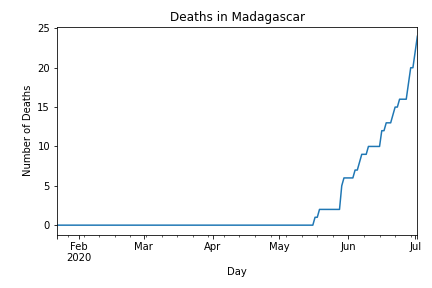 Deaths in Madagascar
Number of Deaths
25
20
15
10
5
0
Feb
2020
Mar
Apr
May
Jun
Jul
Day